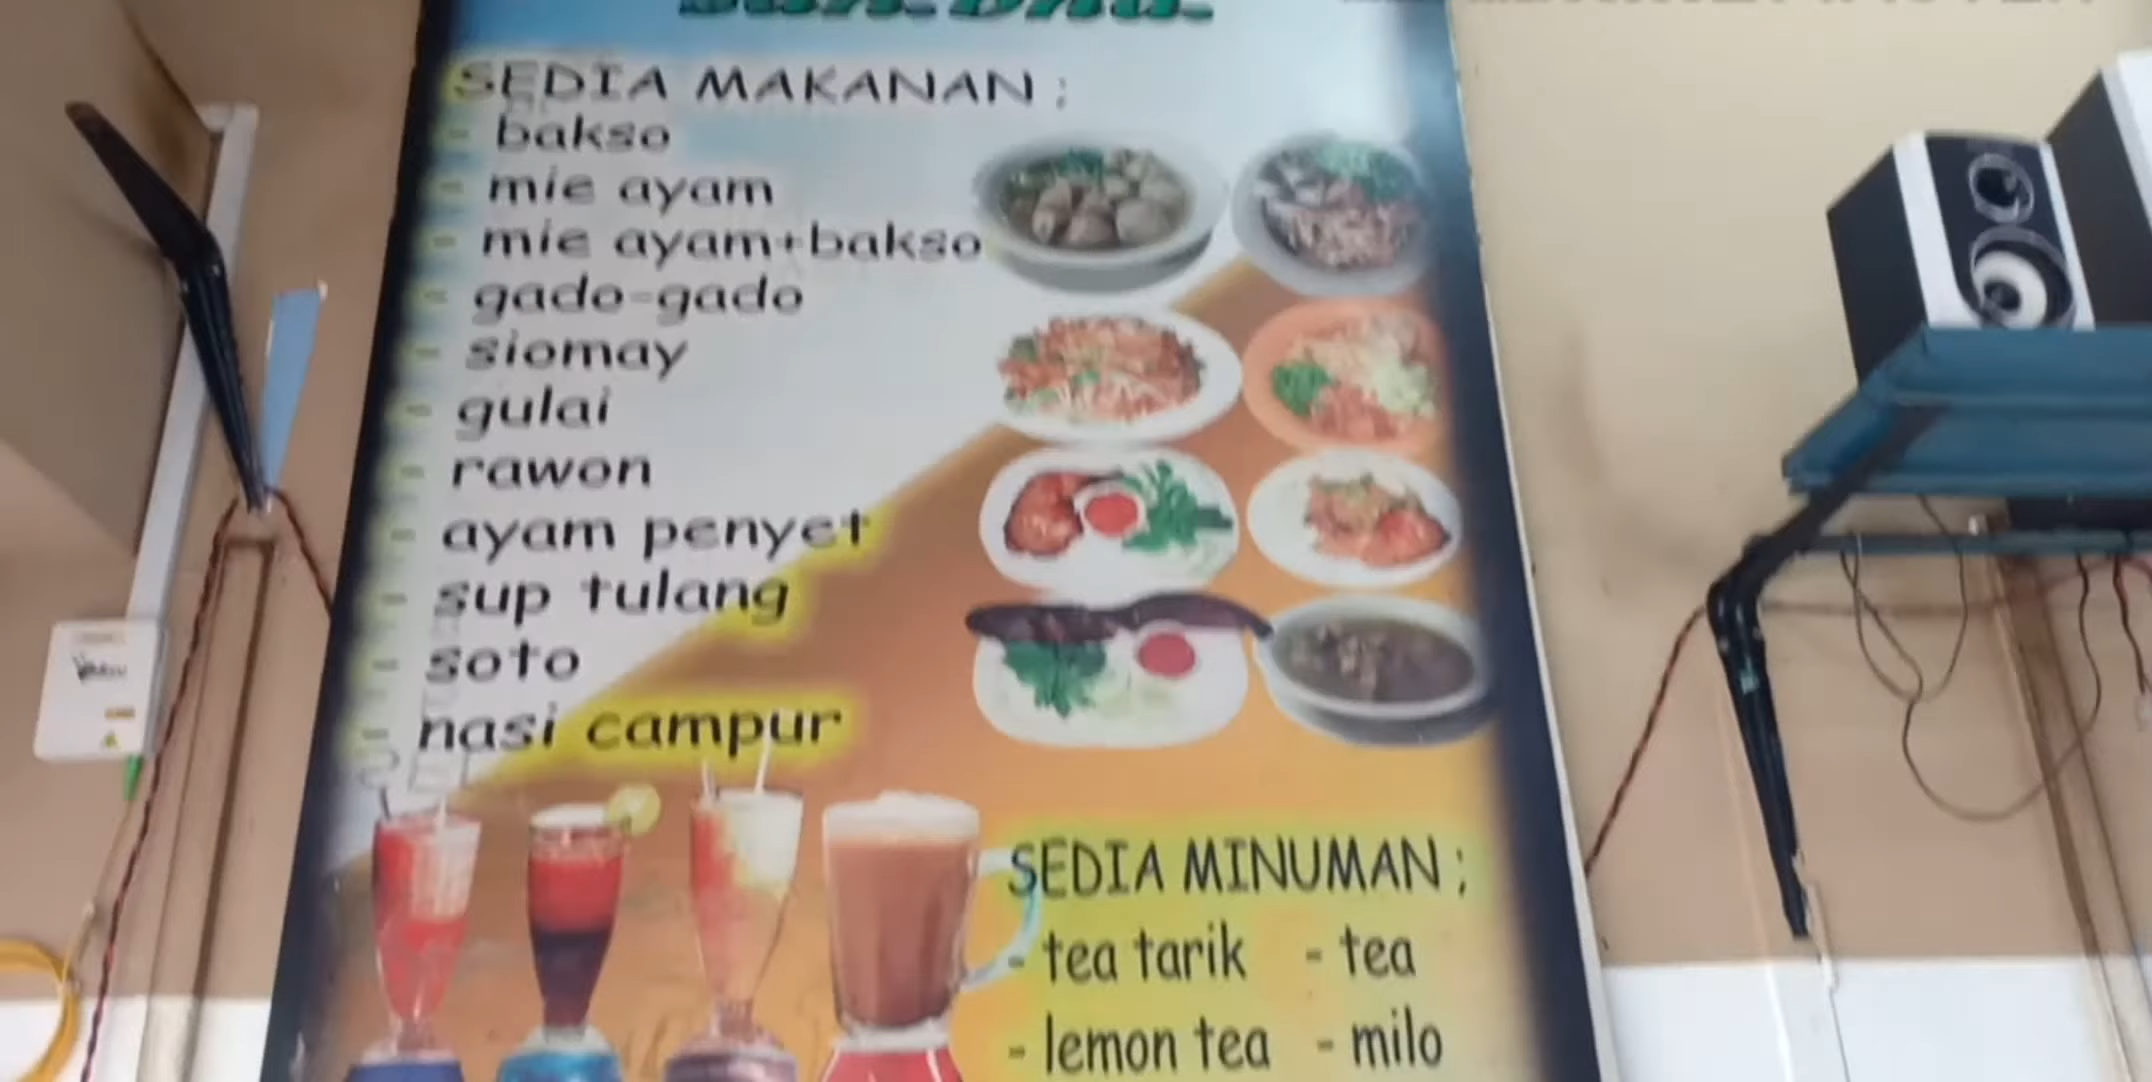 SEDIA MAKANAN ;
- bakso
- mie ayam
- mie ayam+bakso
- gado-gado
- siomay
- gulai
- rawon
- ayam penyet
- sup tulang
- soto
- nasi campur
SEDIA MINUMAN ;
- tea tarik - tea
- lemon tea - milo